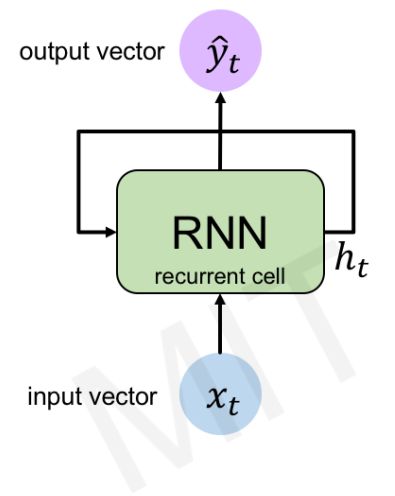 output vector ŷₜ
RNN
recurrent cell
hₜ
input vector xₜ
MIT